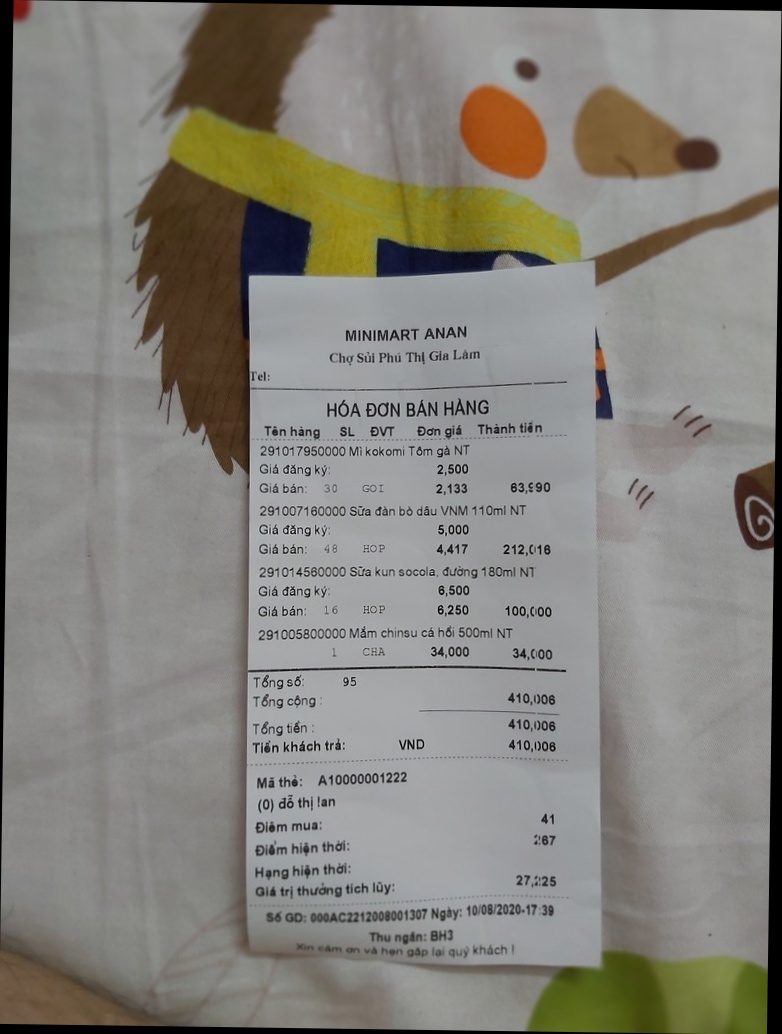 MINIMART ANAN
Chợ Sủi Phú Thị Gia Lâm
Tel:
HÓA ĐƠN BÁN HÀNG
Tên hàng SL ĐVT Đơn giá Thành tiền
291017950000 Mì kokomi Tôm gà NT
Giá đăng ký: 2,500
Giá bán: 30 GOI 2,133 63,990
291007160000 Sữa đàn bò dâu VNM 110ml NT
Giá đăng ký: 5,000
Giá bán: 48 HOP 4,417 212,016
291014560000 Sữa kun socola, đường 180ml NT
Giá đăng ký: 6,500
Giá bán: 16 HOP 6,250 100,000
291005800000 Mắm chinsu cá hồi 500ml NT
1 CHA 34,000 34,000
Tổng số: 95
Tổng cộng : 410,006
Tổng tiền : 410,006
Tiền khách trả: VND 410,006
Mã thẻ: A10000001222
(0) đỗ thị lan
Điểm mua: 41
Điểm hiện thời: 267
Hạng hiện thời:
Giá trị thưởng tích lũy: 27,225
Số GD: 000AC2212008001307 Ngày: 10/08/2020-17:39
Thu ngân: BH3
Xin cảm ơn và hẹn gặp lại quý khách !